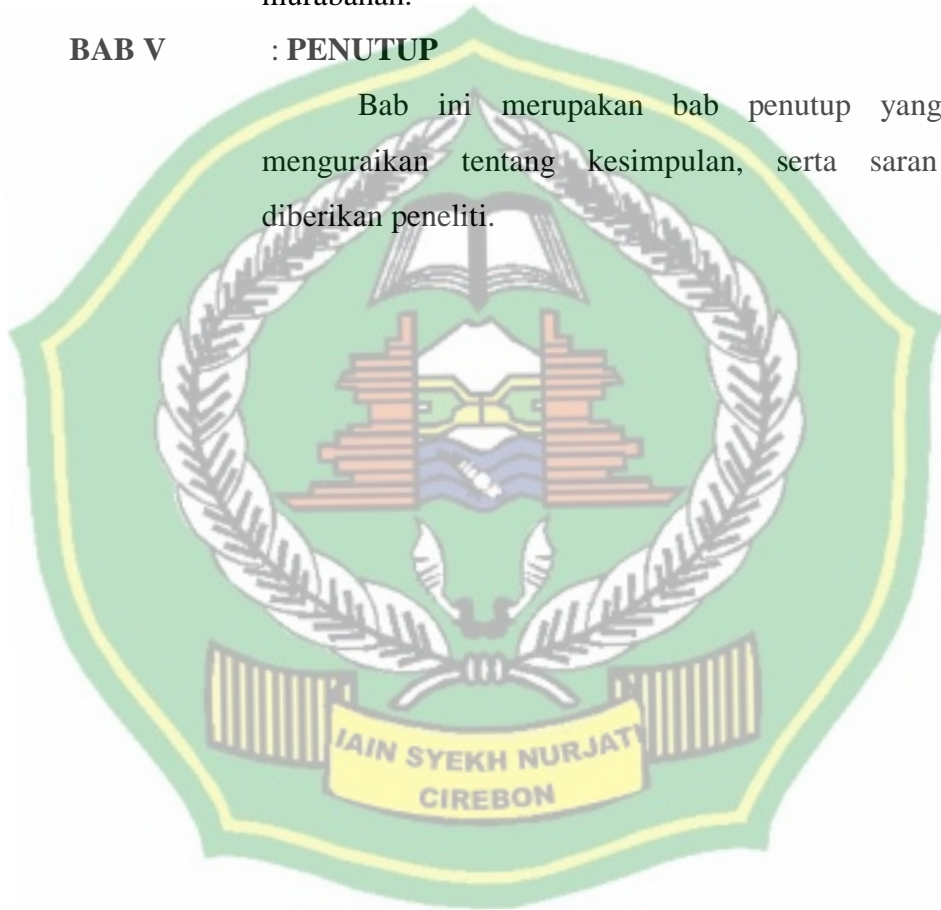 murabahah.
BAB V : PENUTUP
Bab ini merupakan bab penutup yang
menguraikan tentang kesimpulan, serta saran
diberikan peneliti.
IAIN SYEKH NURJATI
CIREBON